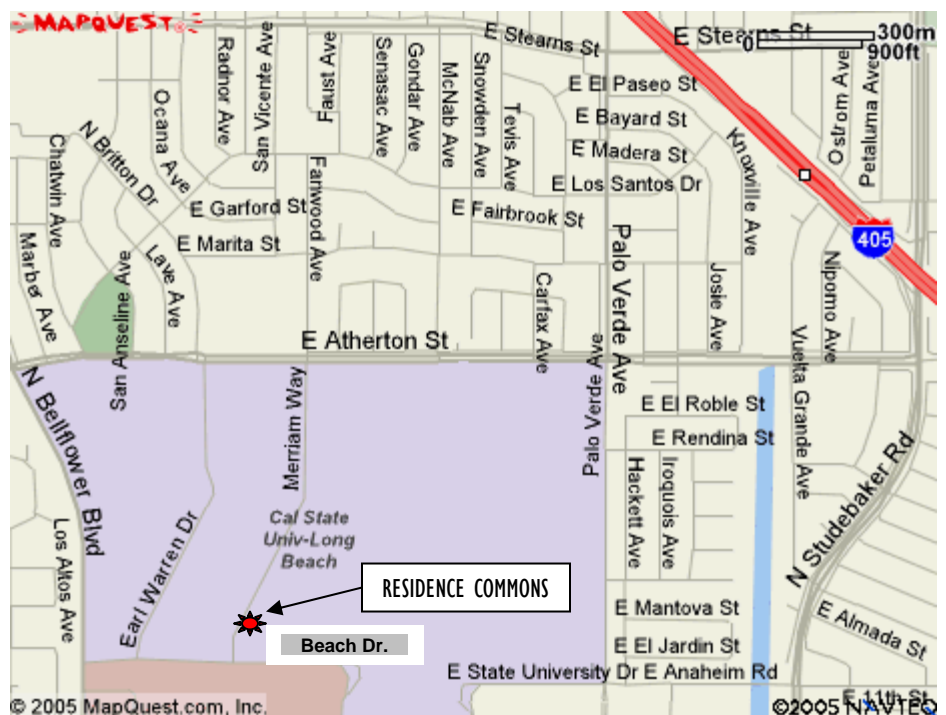 MAPQUEST
E Stearns St
E Stearns St
0
300m
900ft
Radnor Ave
San Vicente Ave
Faust Ave
Senasac Ave
Gondar Ave
McNab Ave
Snowden Ave
Tevis Ave
E El Paseo St
E Bayard St
E Madera St
E Los Santos Dr
Knoxville Ave
Ostrom Ave
Petaluma Ave
Ocana Ave
N Britton Dr
Chatwin Ave
E Garford St
E Marita St
Fanwood Ave
E Fairbrook St
Palo Verde Ave
405
Marber Ave
San Anseline Ave
Lave Ave
Carfax Ave
Josie Ave
Nipomo Ave
E Atherton St
Vuelta Grande Ave
N Bellflower Blvd
Merriam Way
Palo Verde Ave
E El Roble St
E Rendina St
Hackett Ave
Iroquois Ave
N Studebaker Rd
Los Altos Ave
Earl Warren Dr
Cal State
Univ-Long
Beach
RESIDENCE COMMONS
Beach Dr.
E Mantova St
E El Jardin St
E Almada St
E State University Dr
E Anaheim Rd
E 11th St
© 2005 MapQuest.com, Inc.
©2005 NAVTEQ